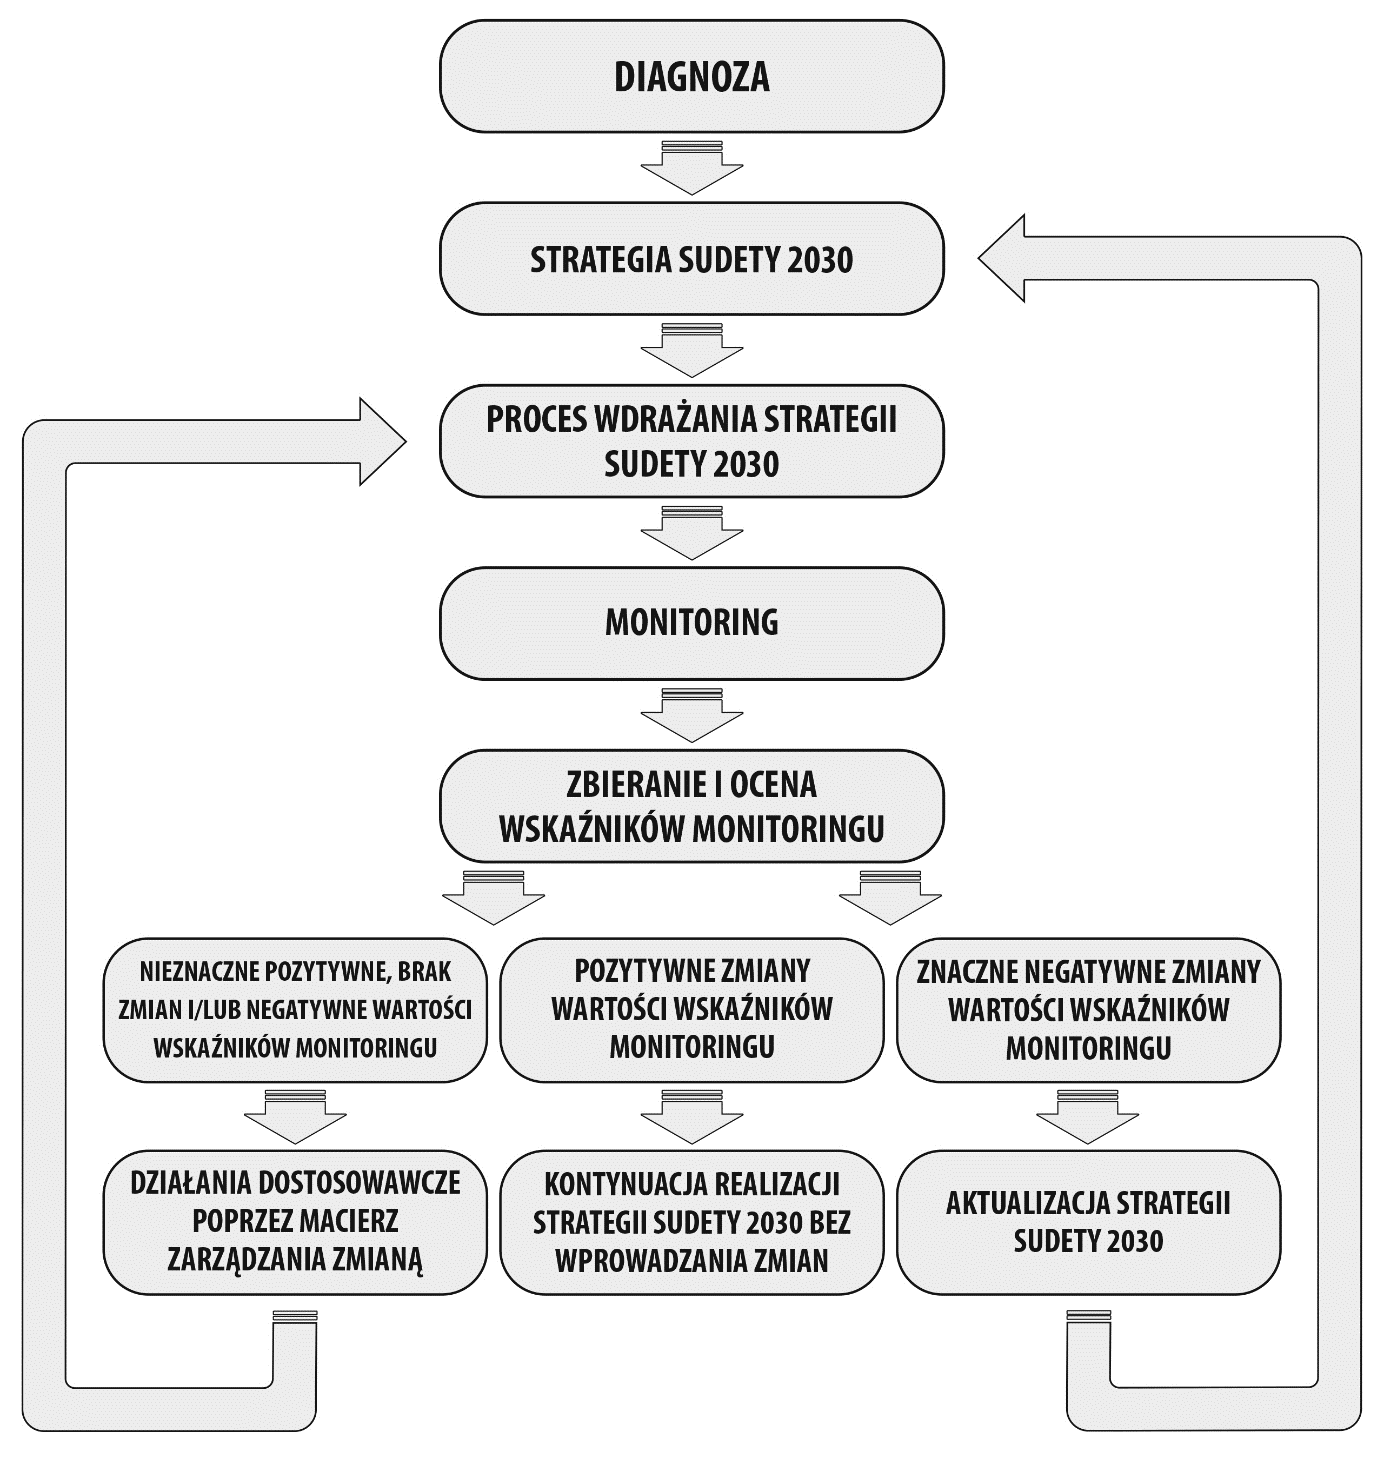 DIAGNOZA
STRATEGIA SUDETY 2030
PROCES WDRAŻANIA STRATEGII
SUDETY 2030
MONITORING
ZBIERANIE I OCENA
WSKAŹNIKÓW MONITORINGU
NIEZNACZNE POZYTYWNE, BRAK
ZMIAN I/LUB NEGATYWNE WARTOŚCI
WSKAŹNIKÓW MONITORINGU
POZYTYWNE ZMIANY
WARTOŚCI WSKAŹNIKÓW
MONITORINGU
ZNACZNE NEGATYWNE ZMIANY
WARTOŚCI WSKAŹNIKÓW
MONITORINGU
DZIAŁANIA DOSTOSOWAWCZE
POPRZEZ MACIERZ
ZARZĄDZANIA ZMIANĄ
KONTYNUACJA REALIZACJI
STRATEGII SUDETY 2030 BEZ
WPROWADZANIA ZMIAN
AKTUALIZACJA STRATEGII
SUDETY 2030